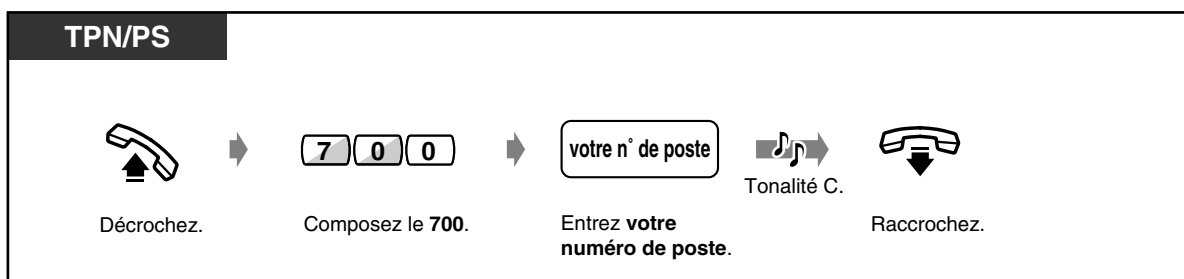 TPN/PS
7 0 0
votre n° de poste
Tonalité C.
Décrochez.
Composez le 700.
Entrez votre
numéro de poste.
Raccrochez.